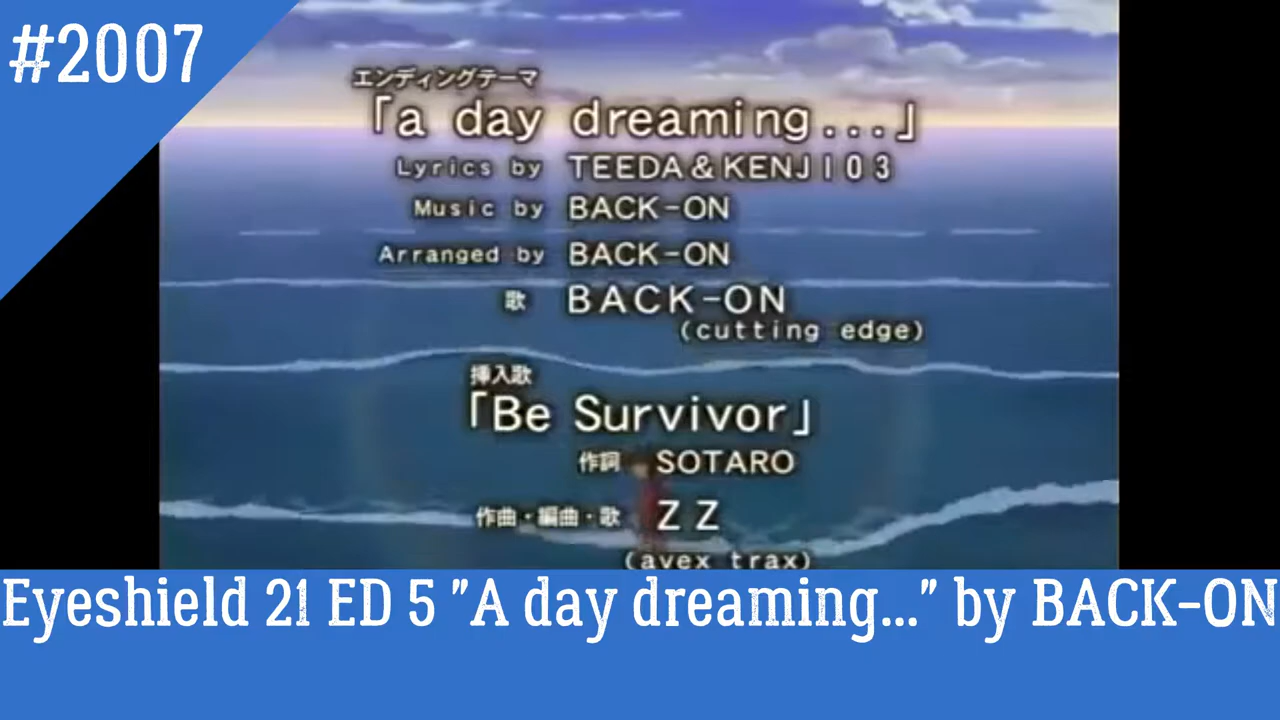 #2007
エンディングテーマ
「a day dreaming...」
Lyrics by TEEDA&KENJI03
Music by BACK-ON
Arranged by BACK-ON
歌 BACK-ON
(cutting edge)
挿入歌
「Be Survivor」
作詞 SOTARO
作曲・編曲・歌 ZZ
(avex trax)
Eyeshield 21 ED 5 "A day dreaming..." by BACK-ON